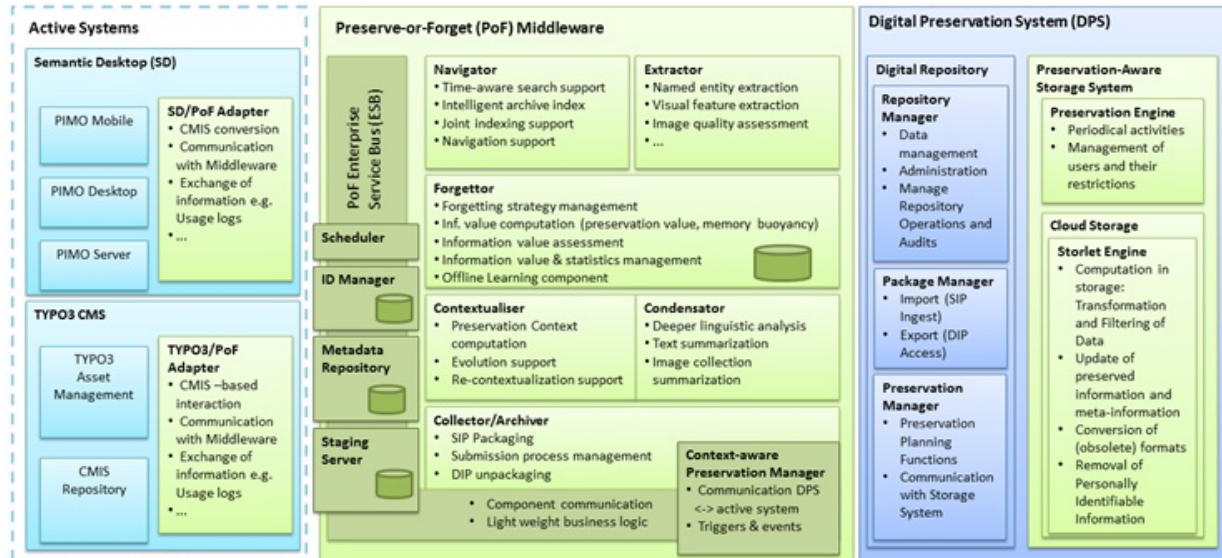 Active Systems
Semantic Desktop (SD)
PIMO Mobile
PIMO Desktop
PIMO Server
SD/PoF Adapter
• CMIS conversion
• Communication
with Middleware
• Exchange of
information e.g.
Usage logs
• ...
TYPO3 CMS
TYPO3
Asset
Management
CMIS
Repository
TYPO3/PoF
Adapter
• CMIS –based
interaction
• Communication
with Middleware
• Exchange of
information e.g.
Usage logs
• ...
Preserve-or-Forget (PoF) Middleware
PoF Enterprise
Service Bus (ESB)
Scheduler
ID Manager
Metadata
Repository
Staging
Server
Navigator
• Time-aware search support
• Intelligent archive index
• Joint indexing support
• Navigation support
Extractor
• Named entity extraction
• Visual feature extraction
• Image quality assessment
• ...
Forgettor
• Forgetting strategy management
• Inf. value computation (preservation value, memory buoyancy)
• Information value assessment
• Information value & statistics management
• Offline Learning component
Contextualiser
• Preservation Context
computation
• Evolution support
• Re-contextualization support
Condensator
• Deeper linguistic analysis
• Text summarization
• Image collection
summarization
Collector/Archiver
• SIP Packaging
• Submission process management
• DIP unpackaging
• Component communication
• Light weight business logic
Context-aware
Preservation Manager
• Communication DPS
<-> active system
• Triggers & events
Digital Preservation System (DPS)
Digital Repository
Repository
Manager
• Data
management
• Administration
• Manage
Repository
Operations and
Audits
Package Manager
• Import (SIP
Ingest)
• Export (DIP
Access)
Preservation
Manager
• Preservation
Planning
Functions
• Communication
with Storage
System
Preservation-Aware
Storage System
Preservation Engine
• Periodical activities
• Management of
users and their
restrictions
Cloud Storage
Storlet Engine
• Computation in
storage:
Transformation
and Filtering of
Data
• Update of
preserved
information and
meta-information
• Conversion of
(obsolete) formats
• Removal of
Personally
Identifiable
Information